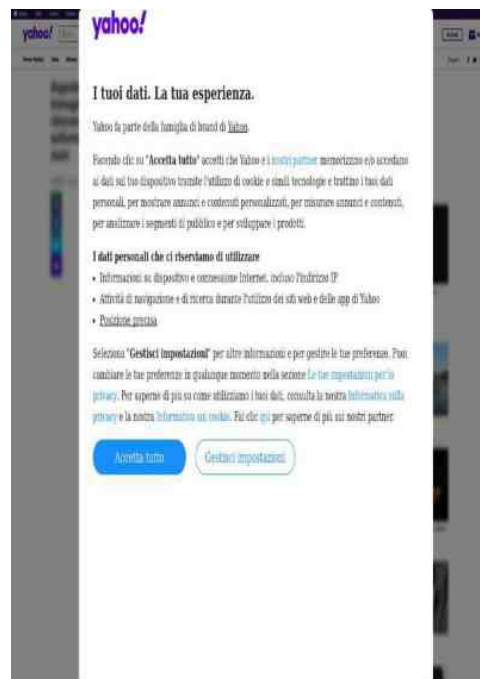 yahoo!
yahoo!
I tuoi dati. La tua esperienza.
Yahoo fa parte della famiglia di brand di Yahoo.
Facendo clic su "Accetta tutto" accetti che Yahoo e i nostri partner memorizzino e/o accedano
ai dati sul tuo dispositivo tramite l'utilizzo di cookie e simili tecnologie e trattino i tuoi dati
personali, per mostrare annunci e contenuti personalizzati, per misurare annunci e contenuti,
per analizzare i segmenti di pubblico e per sviluppare i prodotti.
I dati personali che ci riserviamo di utilizzare
• Informazioni su dispositivo e connessione Internet, incluso l'indirizzo IP
• Attività di navigazione e di ricerca durante l'utilizzo dei siti web e delle app di Yahoo
• Posizione precisa
Seleziona "Gestisci impostazioni" per altre informazioni e per gestire le tue preferenze. Puoi
cambiare le tue preferenze in qualunque momento nella sezione Le tue impostazioni per la
privacy. Per saperne di più su come utilizziamo i tuoi dati, consulta la nostra Informativa sulla
privacy e la nostra Informativa sui cookie. Fai clic qui per saperne di più sui nostri partner.
Accetta tutto
Gestisci impostazioni